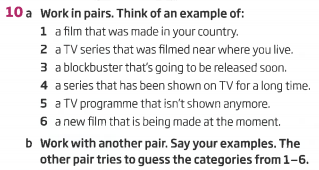 10 a Work in pairs. Think of an example of:
1 a film that was made in your country.
2 a TV series that was filmed near where you live.
3 a blockbuster that's going to be released soon.
4 a series that has been shown on TV for a long time.
5 a TV programme that isn't shown anymore.
6 a new film that is being made at the moment.
b Work with another pair. Say your examples. The
other pair tries to guess the categories from 1–6.